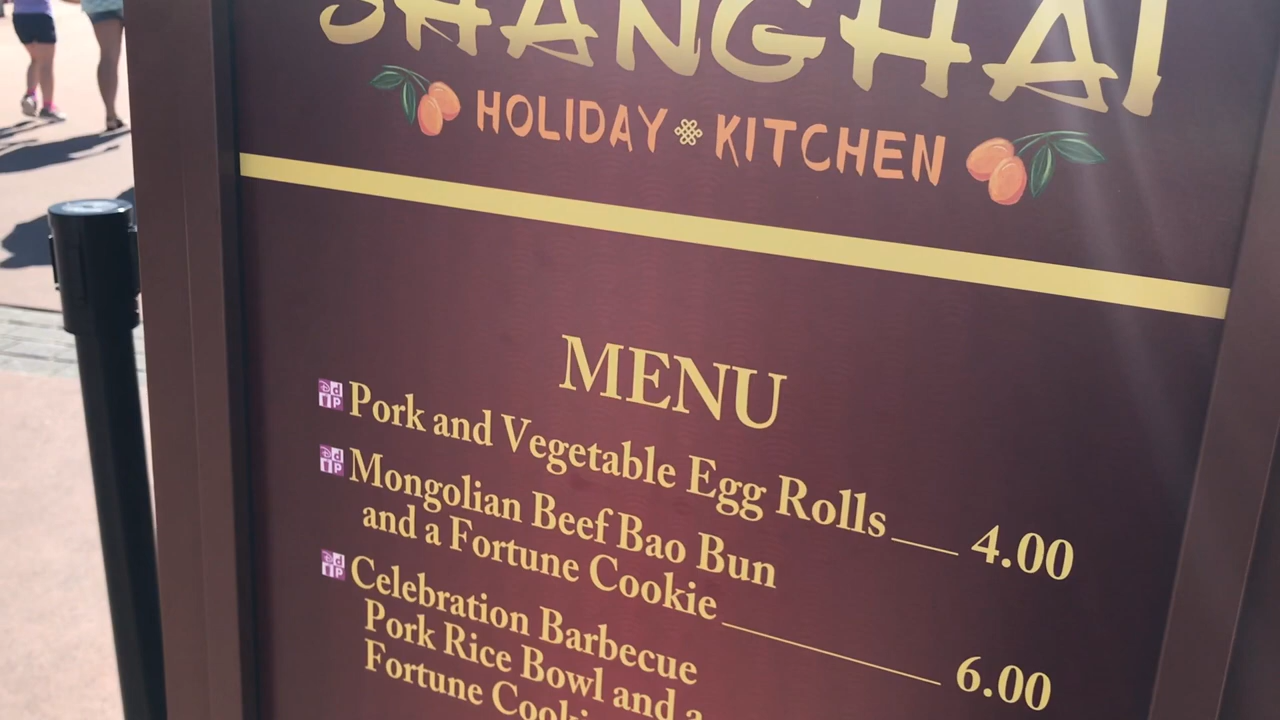 SHANGHAI
HOLIDAY KITCHEN
MENU
Pork and Vegetable Egg Rolls 4.00
Mongolian Beef Bao Bun
and a Fortune Cookie 6.00
Celebration Barbecue
Pork Rice Bowl and a
Fortune